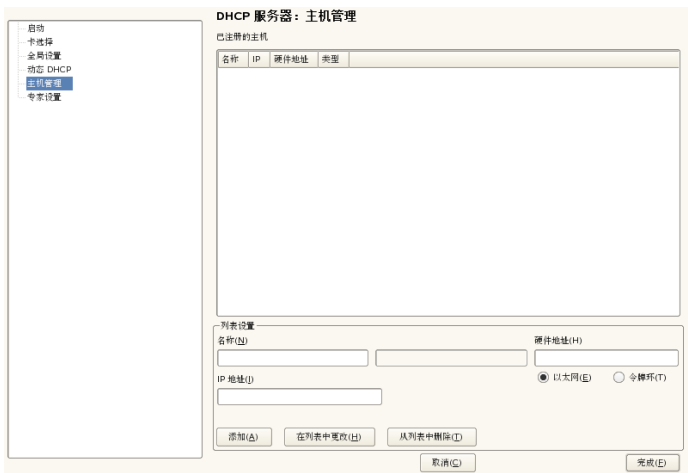 启动
卡选择
全局设置
动态 DHCP
主机管理
专家设置
DHCP 服务器：主机管理
已注册的主机
名称 IP 硬件地址 类型
列表设置
名称(N) 硬件地址(H)
IP 地址(I) 以太网(E) 令牌环(T)
添加(A) 在列表中更改(H) 从列表中删除(T)
取消(C) 完成(F)